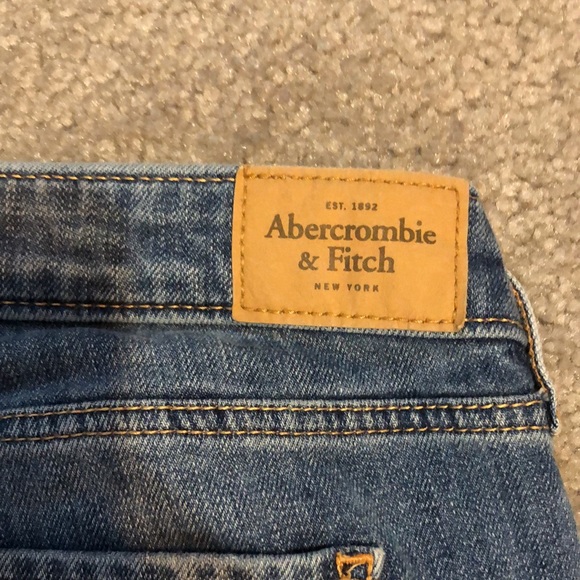 EST. 1892
Abercrombie
& Fitch
NEW YORK